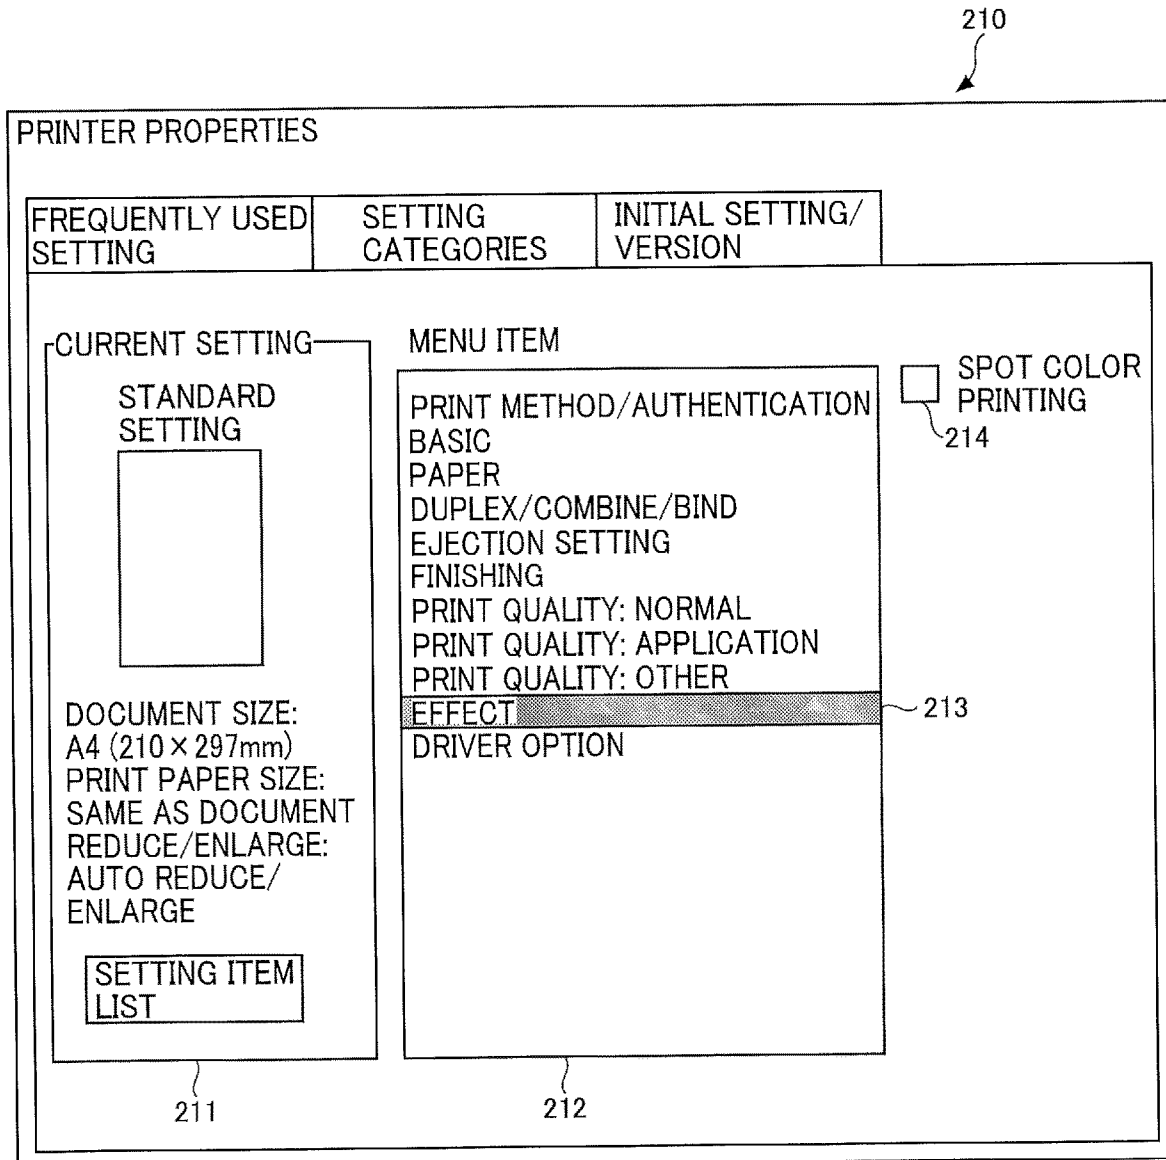 210
PRINTER PROPERTIES
FREQUENTLY USED
SETTING
SETTING
CATEGORIES
INITIAL SETTING/
VERSION
CURRENT SETTING
STANDARD
SETTING
DOCUMENT SIZE:
A4 (210×297mm)
PRINT PAPER SIZE:
SAME AS DOCUMENT
REDUCE/ENLARGE:
AUTO REDUCE/
ENLARGE
SETTING ITEM
LIST
211
MENU ITEM
PRINT METHOD/AUTHENTICATION
BASIC
PAPER
DUPLEX/COMBINE/BIND
EJECTION SETTING
FINISHING
PRINT QUALITY: NORMAL
PRINT QUALITY: APPLICATION
PRINT QUALITY: OTHER
EFFECT
DRIVER OPTION
213
212
SPOT COLOR
PRINTING
214